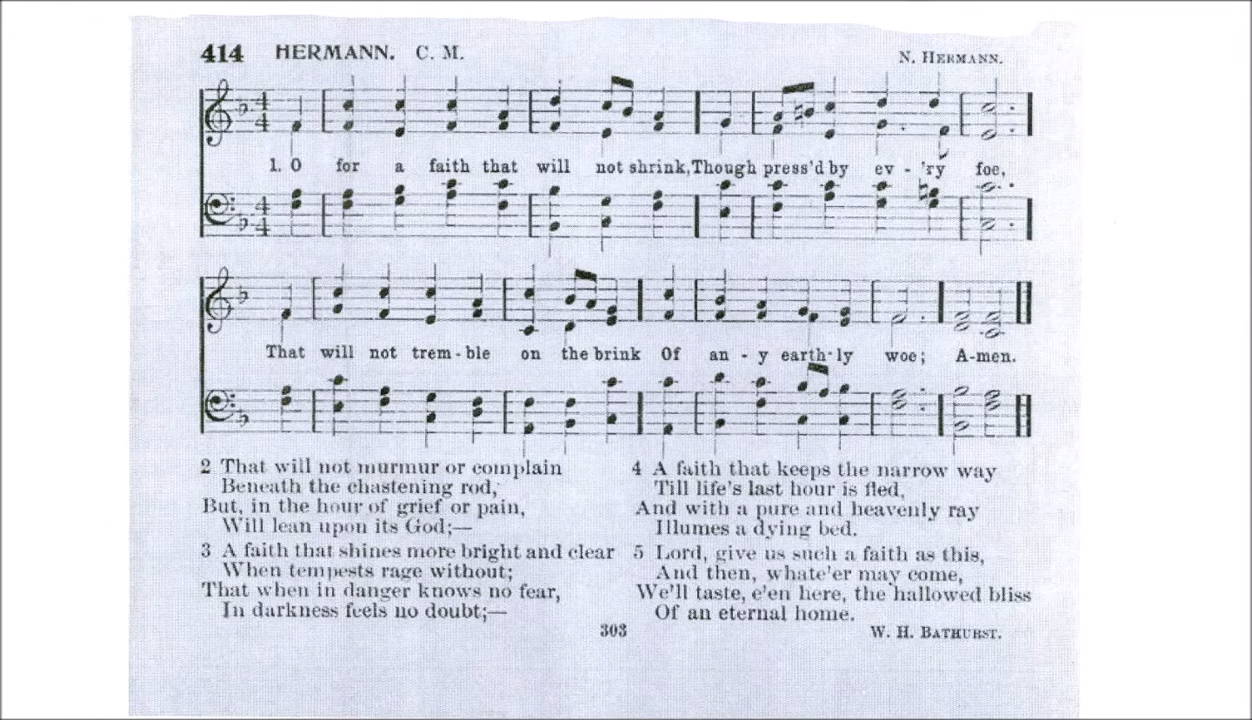 414 HERMANN. C. M. N. HERMANN.
1. O for a faith that will not shrink, Though press'd by ev - 'ry foe,
That will not trem - ble on the brink Of an - y earth - ly woe; A-men.
2 That will not murmur or complain
Beneath the chastening rod,
But, in the hour of grief or pain,
Will lean upon its God;—
3 A faith that shines more bright and clear
When tempests rage without;
That when in danger knows no fear,
In darkness feels no doubt;—
4 A faith that keeps the narrow way
Till life's last hour is fled,
And with a pure and heavenly ray
Illumes a dying bed.
5 Lord, give us such a faith as this,
And then, whate'er may come,
We'll taste, e'en here, the hallowed bliss
Of an eternal home.
303 W. H. BATHURST.